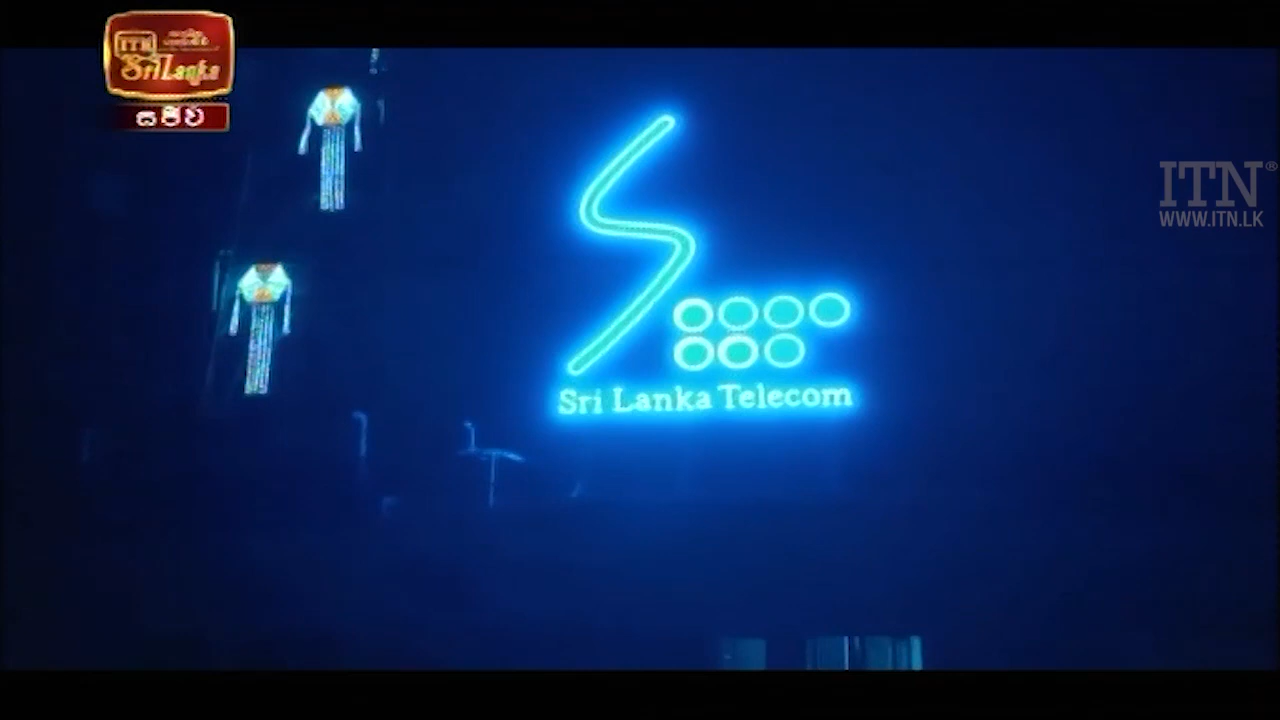 ITN
Sri Lanka
සජීවී
ITN®
WWW.ITN.LK
Sri Lanka Telecom